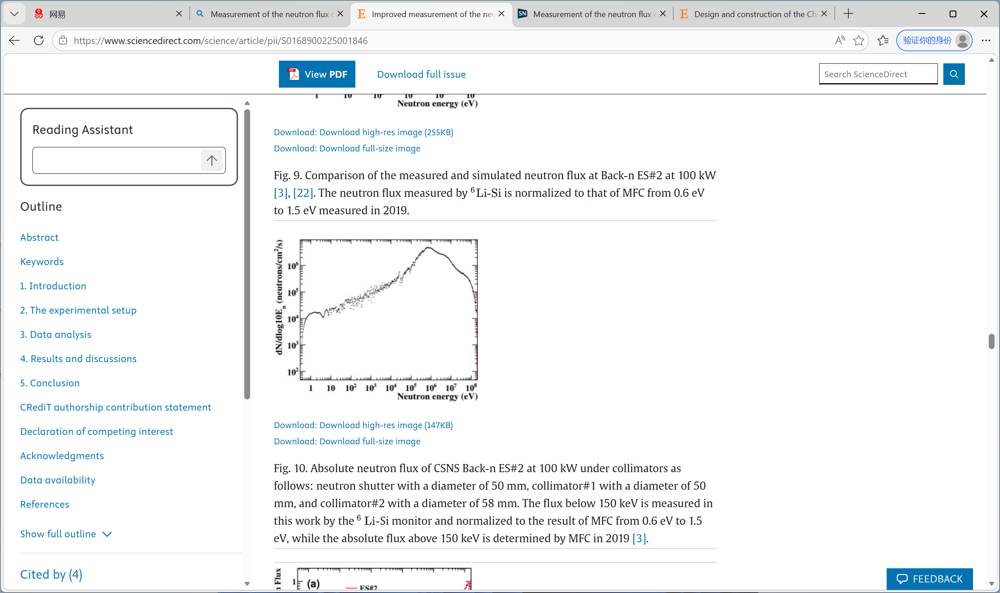 网易
Measurement of the neutron flux c
Improved measurement of the neu
SN
Measurement of the neutron flux c
Design and construction of the Chi
https://www.sciencedirect.com/science/article/pii/S0168900225001846
验证你的身份
View PDF
Download full issue
Search ScienceDirect
Neutron energy (eV)
Reading Assistant
Outline
Abstract
Keywords
1. Introduction
2. The experimental setup
3. Data analysis
4. Results and discussions
5. Conclusion
CRediT authorship contribution statement
Declaration of competing interest
Acknowledgments
Data availability
References
Show full outline
Cited by (4)
Download: Download high-res image (255KB)
Download: Download full-size image
Fig. 9. Comparison of the measured and simulated neutron flux at Back-n ES#2 at 100 kW
[3], [22]. The neutron flux measured by ⁶Li-Si is normalized to that of MFC from 0.6 eV
to 1.5 eV measured in 2019.
dN/dlog10Eₙ (neutrons/cm²/s)
10⁶
10⁵
10⁴
10³
10²
1 10 10² 10³ 10⁴ 10⁵ 10⁶ 10⁷ 10⁸
Neutron energy (eV)
Download: Download high-res image (147KB)
Download: Download full-size image
Fig. 10. Absolute neutron flux of CSNS Back-n ES#2 at 100 kW under collimators as
follows: neutron shutter with a diameter of 50 mm, collimator#1 with a diameter of 50
mm, and collimator#2 with a diameter of 58 mm. The flux below 150 keV is measured in
this work by the ⁶ Li-Si monitor and normalized to the result of MFC from 0.6 eV to 1.5
eV, while the absolute flux above 150 keV is determined by MFC in 2019 [3].
Flux
1
(a)
ES#2
FEEDBACK